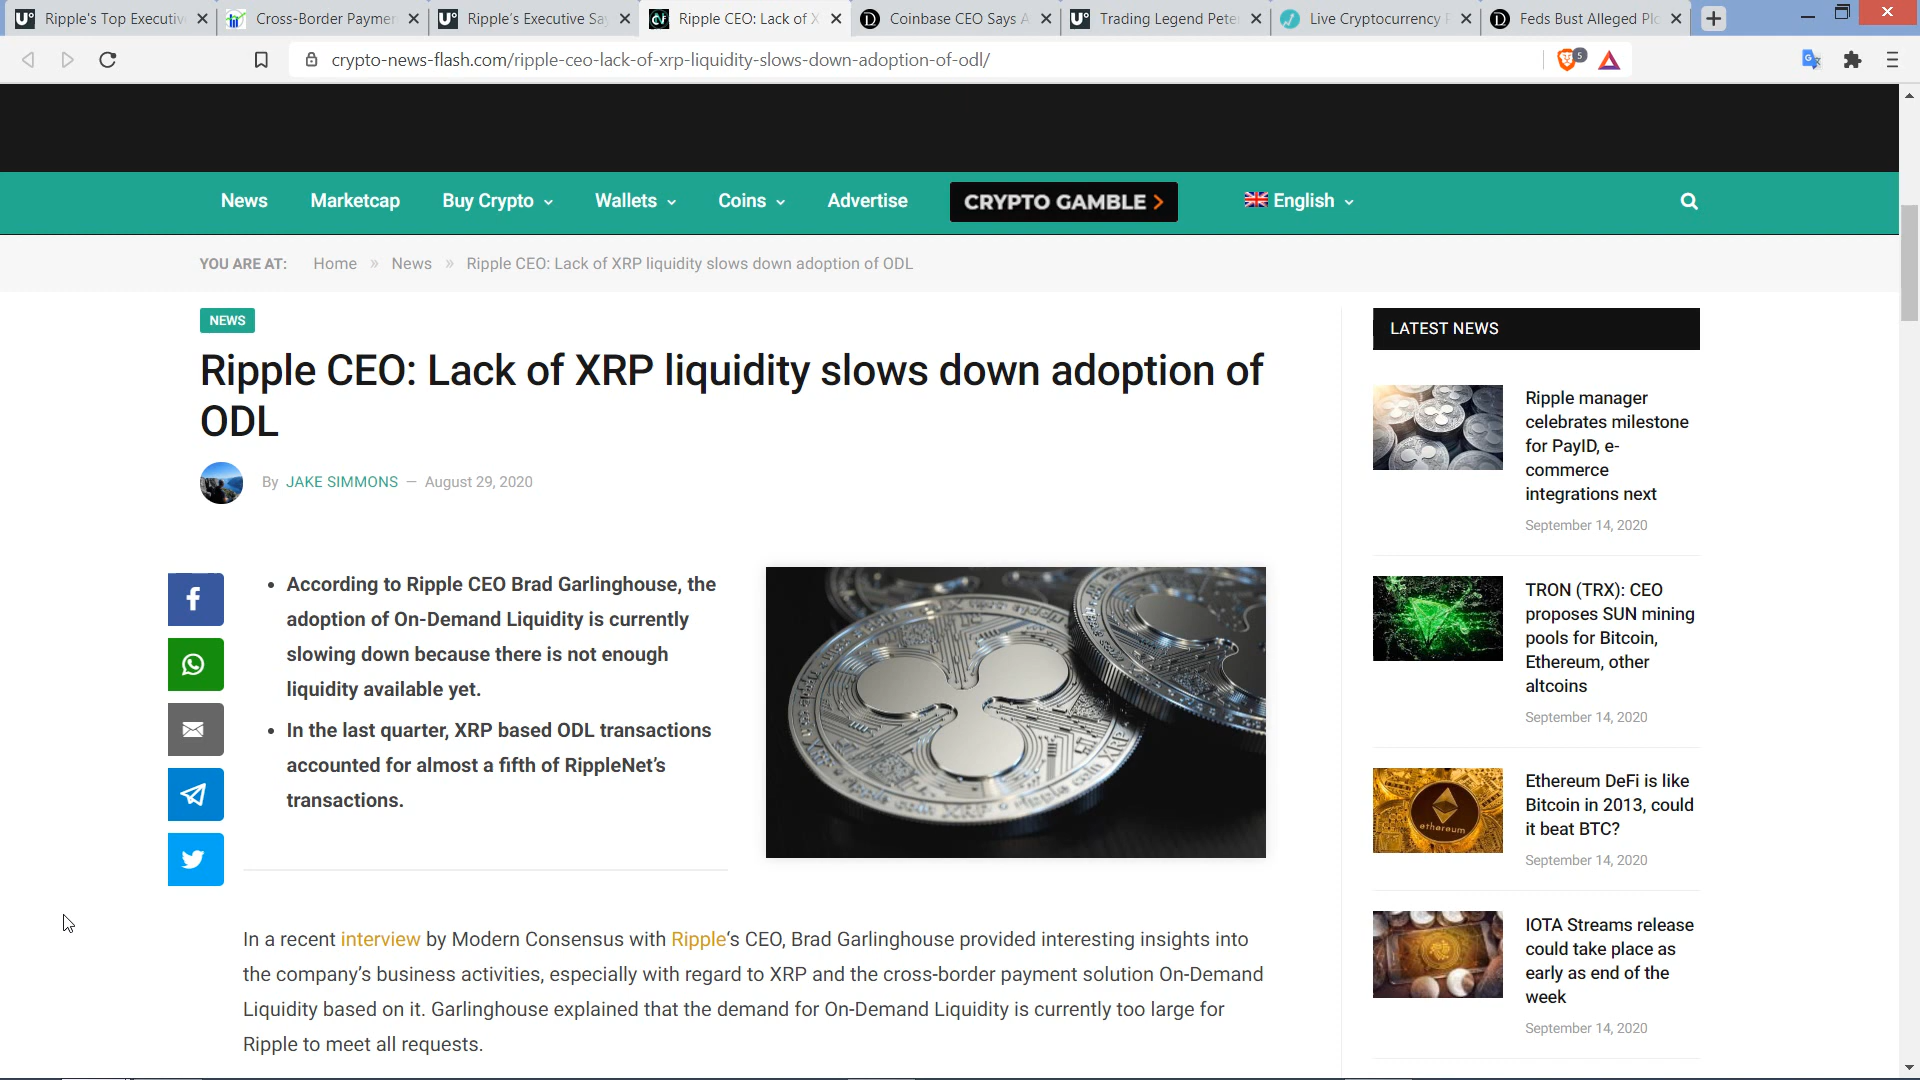 Ripple's Top Executiv
Cross-Border Paymen
Ripple's Executive Sa
Ripple CEO: Lack of X
Coinbase CEO Says A
Trading Legend Pete
Live Cryptocurrency P
Feds Bust Alleged Plo
crypto-news-flash.com/ripple-ceo-lack-of-xrp-liquidity-slows-down-adoption-of-odl/
5
News
Marketcap
Buy Crypto
Wallets
Coins
Advertise
CRYPTO GAMBLE >
English
YOU ARE AT: Home » News » Ripple CEO: Lack of XRP liquidity slows down adoption of ODL
NEWS
Ripple CEO: Lack of XRP liquidity slows down adoption of
ODL
By JAKE SIMMONS — August 29, 2020
• According to Ripple CEO Brad Garlinghouse, the
adoption of On-Demand Liquidity is currently
slowing down because there is not enough
liquidity available yet.
• In the last quarter, XRP based ODL transactions
accounted for almost a fifth of RippleNet's
transactions.
In a recent interview by Modern Consensus with Ripple's CEO, Brad Garlinghouse provided interesting insights into
the company's business activities, especially with regard to XRP and the cross-border payment solution On-Demand
Liquidity based on it. Garlinghouse explained that the demand for On-Demand Liquidity is currently too large for
Ripple to meet all requests.
LATEST NEWS
Ripple manager
celebrates milestone
for PayID, e-
commerce
integrations next
September 14, 2020
TRON (TRX): CEO
proposes SUN mining
pools for Bitcoin,
Ethereum, other
altcoins
September 14, 2020
ethereum
Ethereum DeFi is like
Bitcoin in 2013, could
it beat BTC?
September 14, 2020
IOTA Streams release
could take place as
early as end of the
week
September 14, 2020